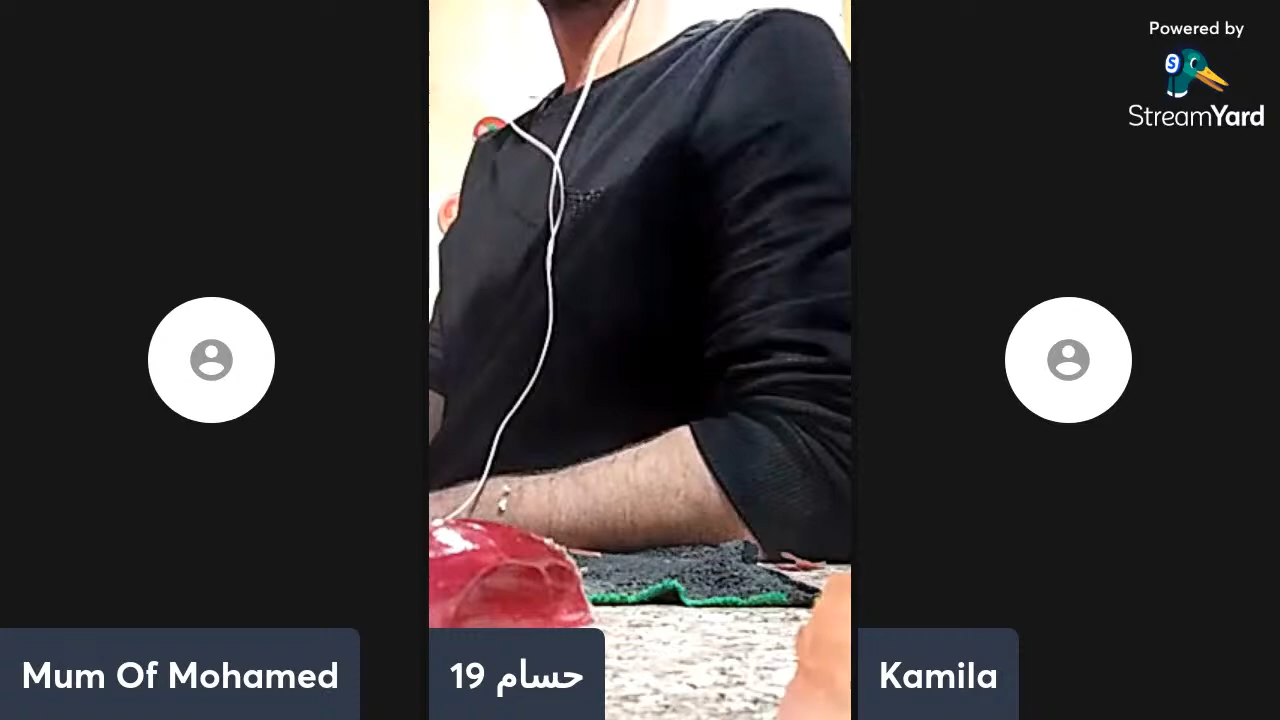 Powered by
StreamYard
Mum Of Mohamed
حسام 19
Kamila